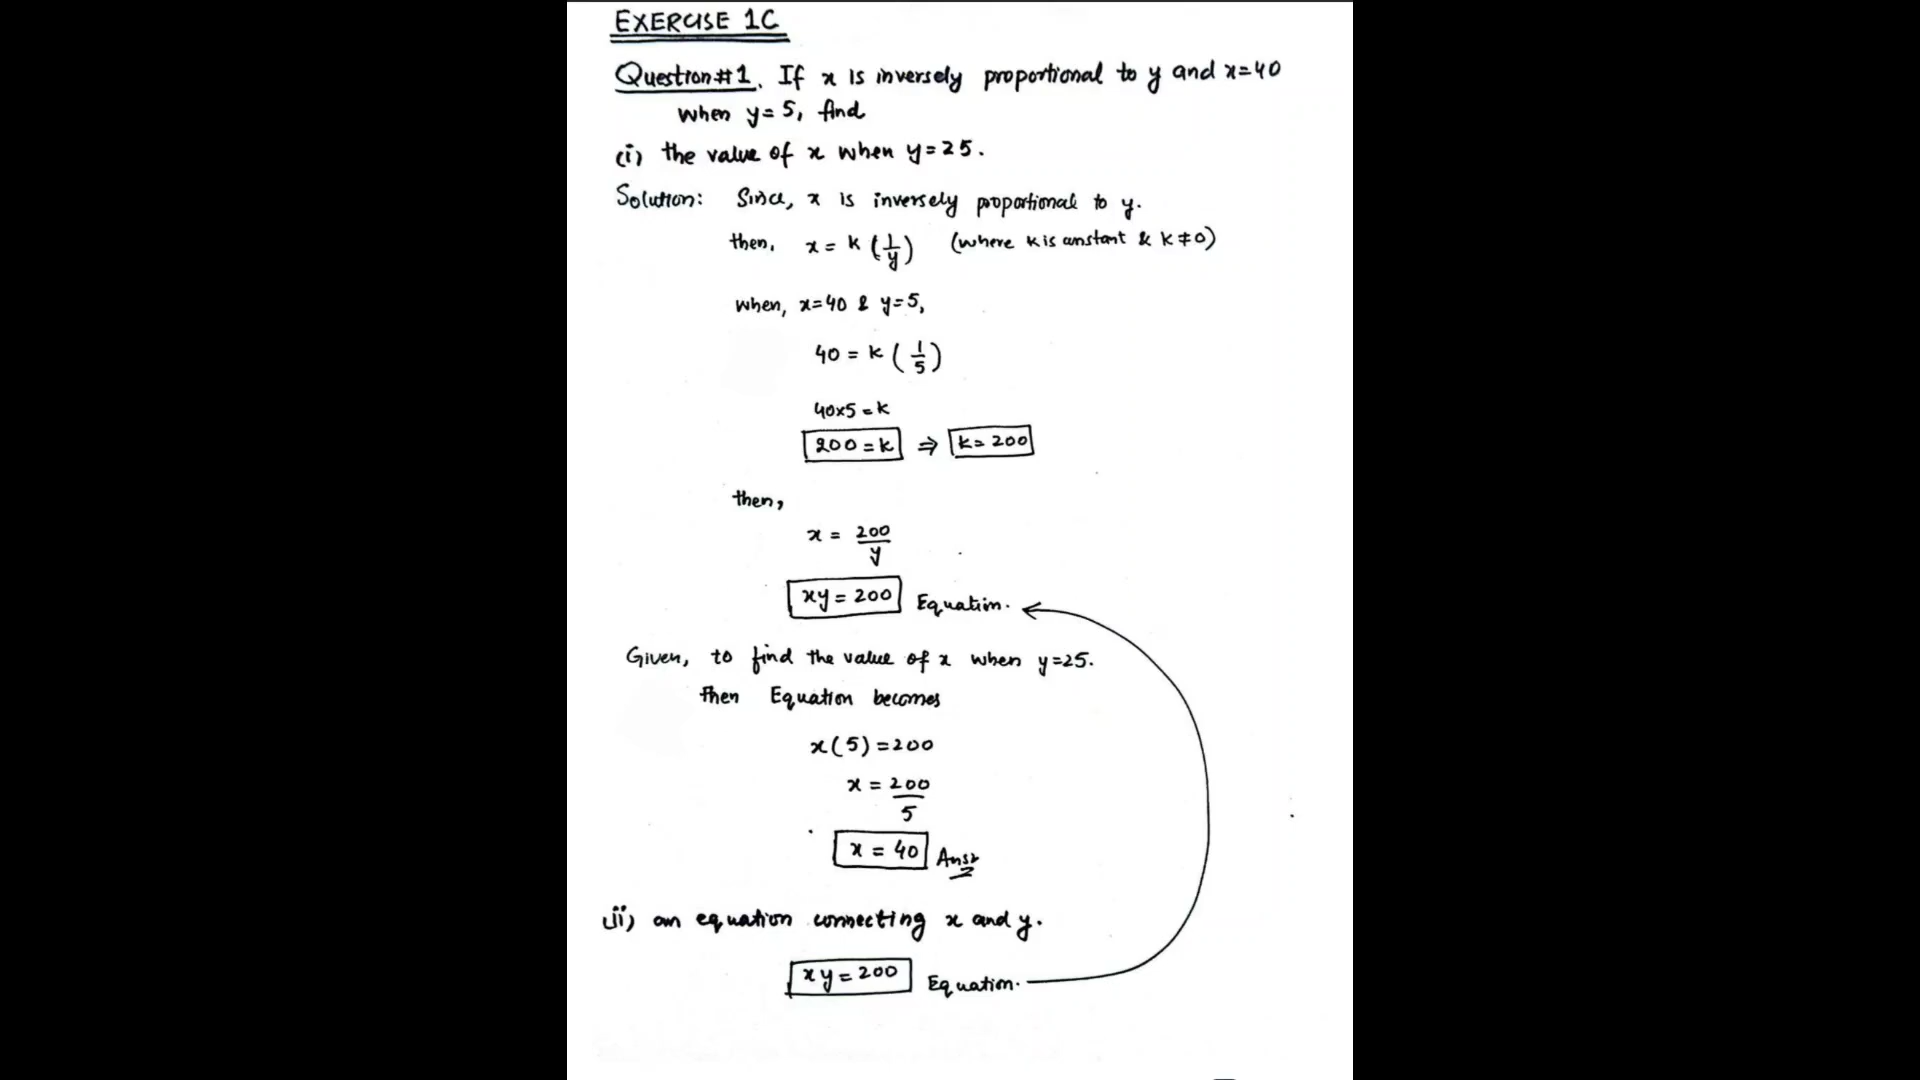 EXERCISE 1C
Question#1. If x is inversely proportional to y and x=40
when y=5, find
(i) the value of x when y=25.
Solution: Since, x is inversely proportional to y.
then, x = k (1/y) (where k is constant & k≠0)
when, x=40 & y=5,
40 = k (1/5)
40x5=k
200=k ⇒ k=200
then,
x = 200/y
xy=200 Equation.
Given, to find the value of x when y=25.
then Equation becomes
x(5)=200
x = 200/5
x = 40 Ans
(ii) an equation connecting x and y.
xy=200 Equation.